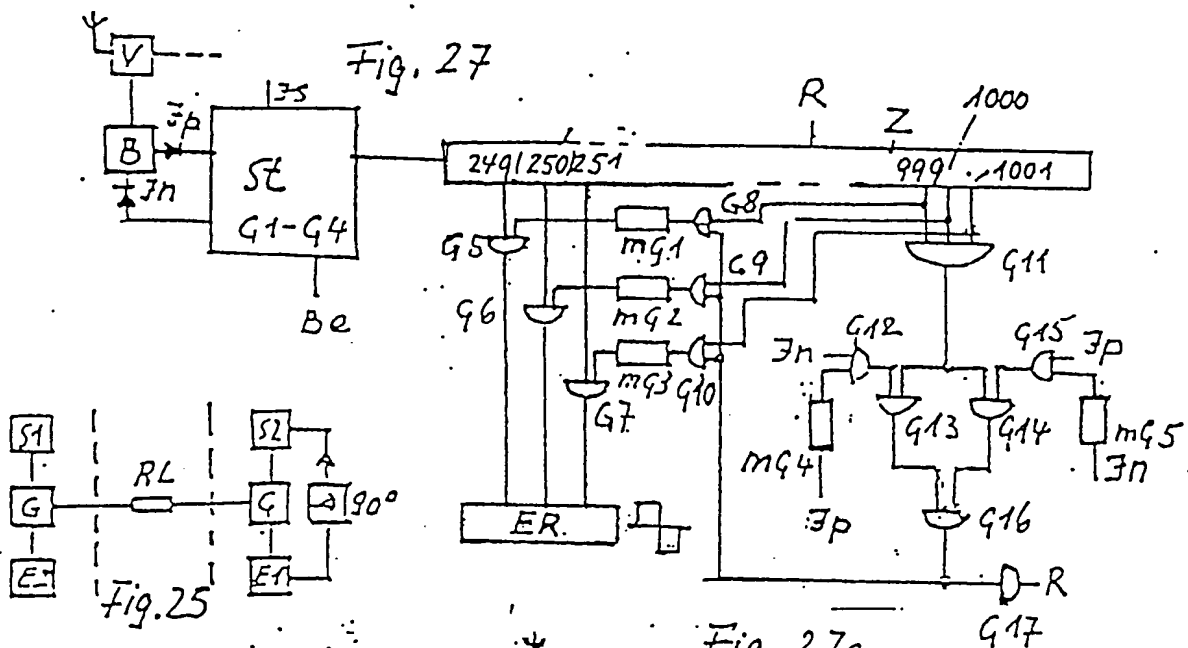 Fig. 27
V
R
Z
1000
Js
Jp
B
Jn
St
G1-G4
Be
249/250/251
999
1001
G8
G5
mG1
G9
G11
G6
mG2
G12
G15
Jn
Jp
mG3
G10
G7
G13
G14
mG4
mG5
Jn
Jp
G16
ER.
R
G17
S1
S2
RL
G
G
90°
E1
Fig. 25
Fig. 27a